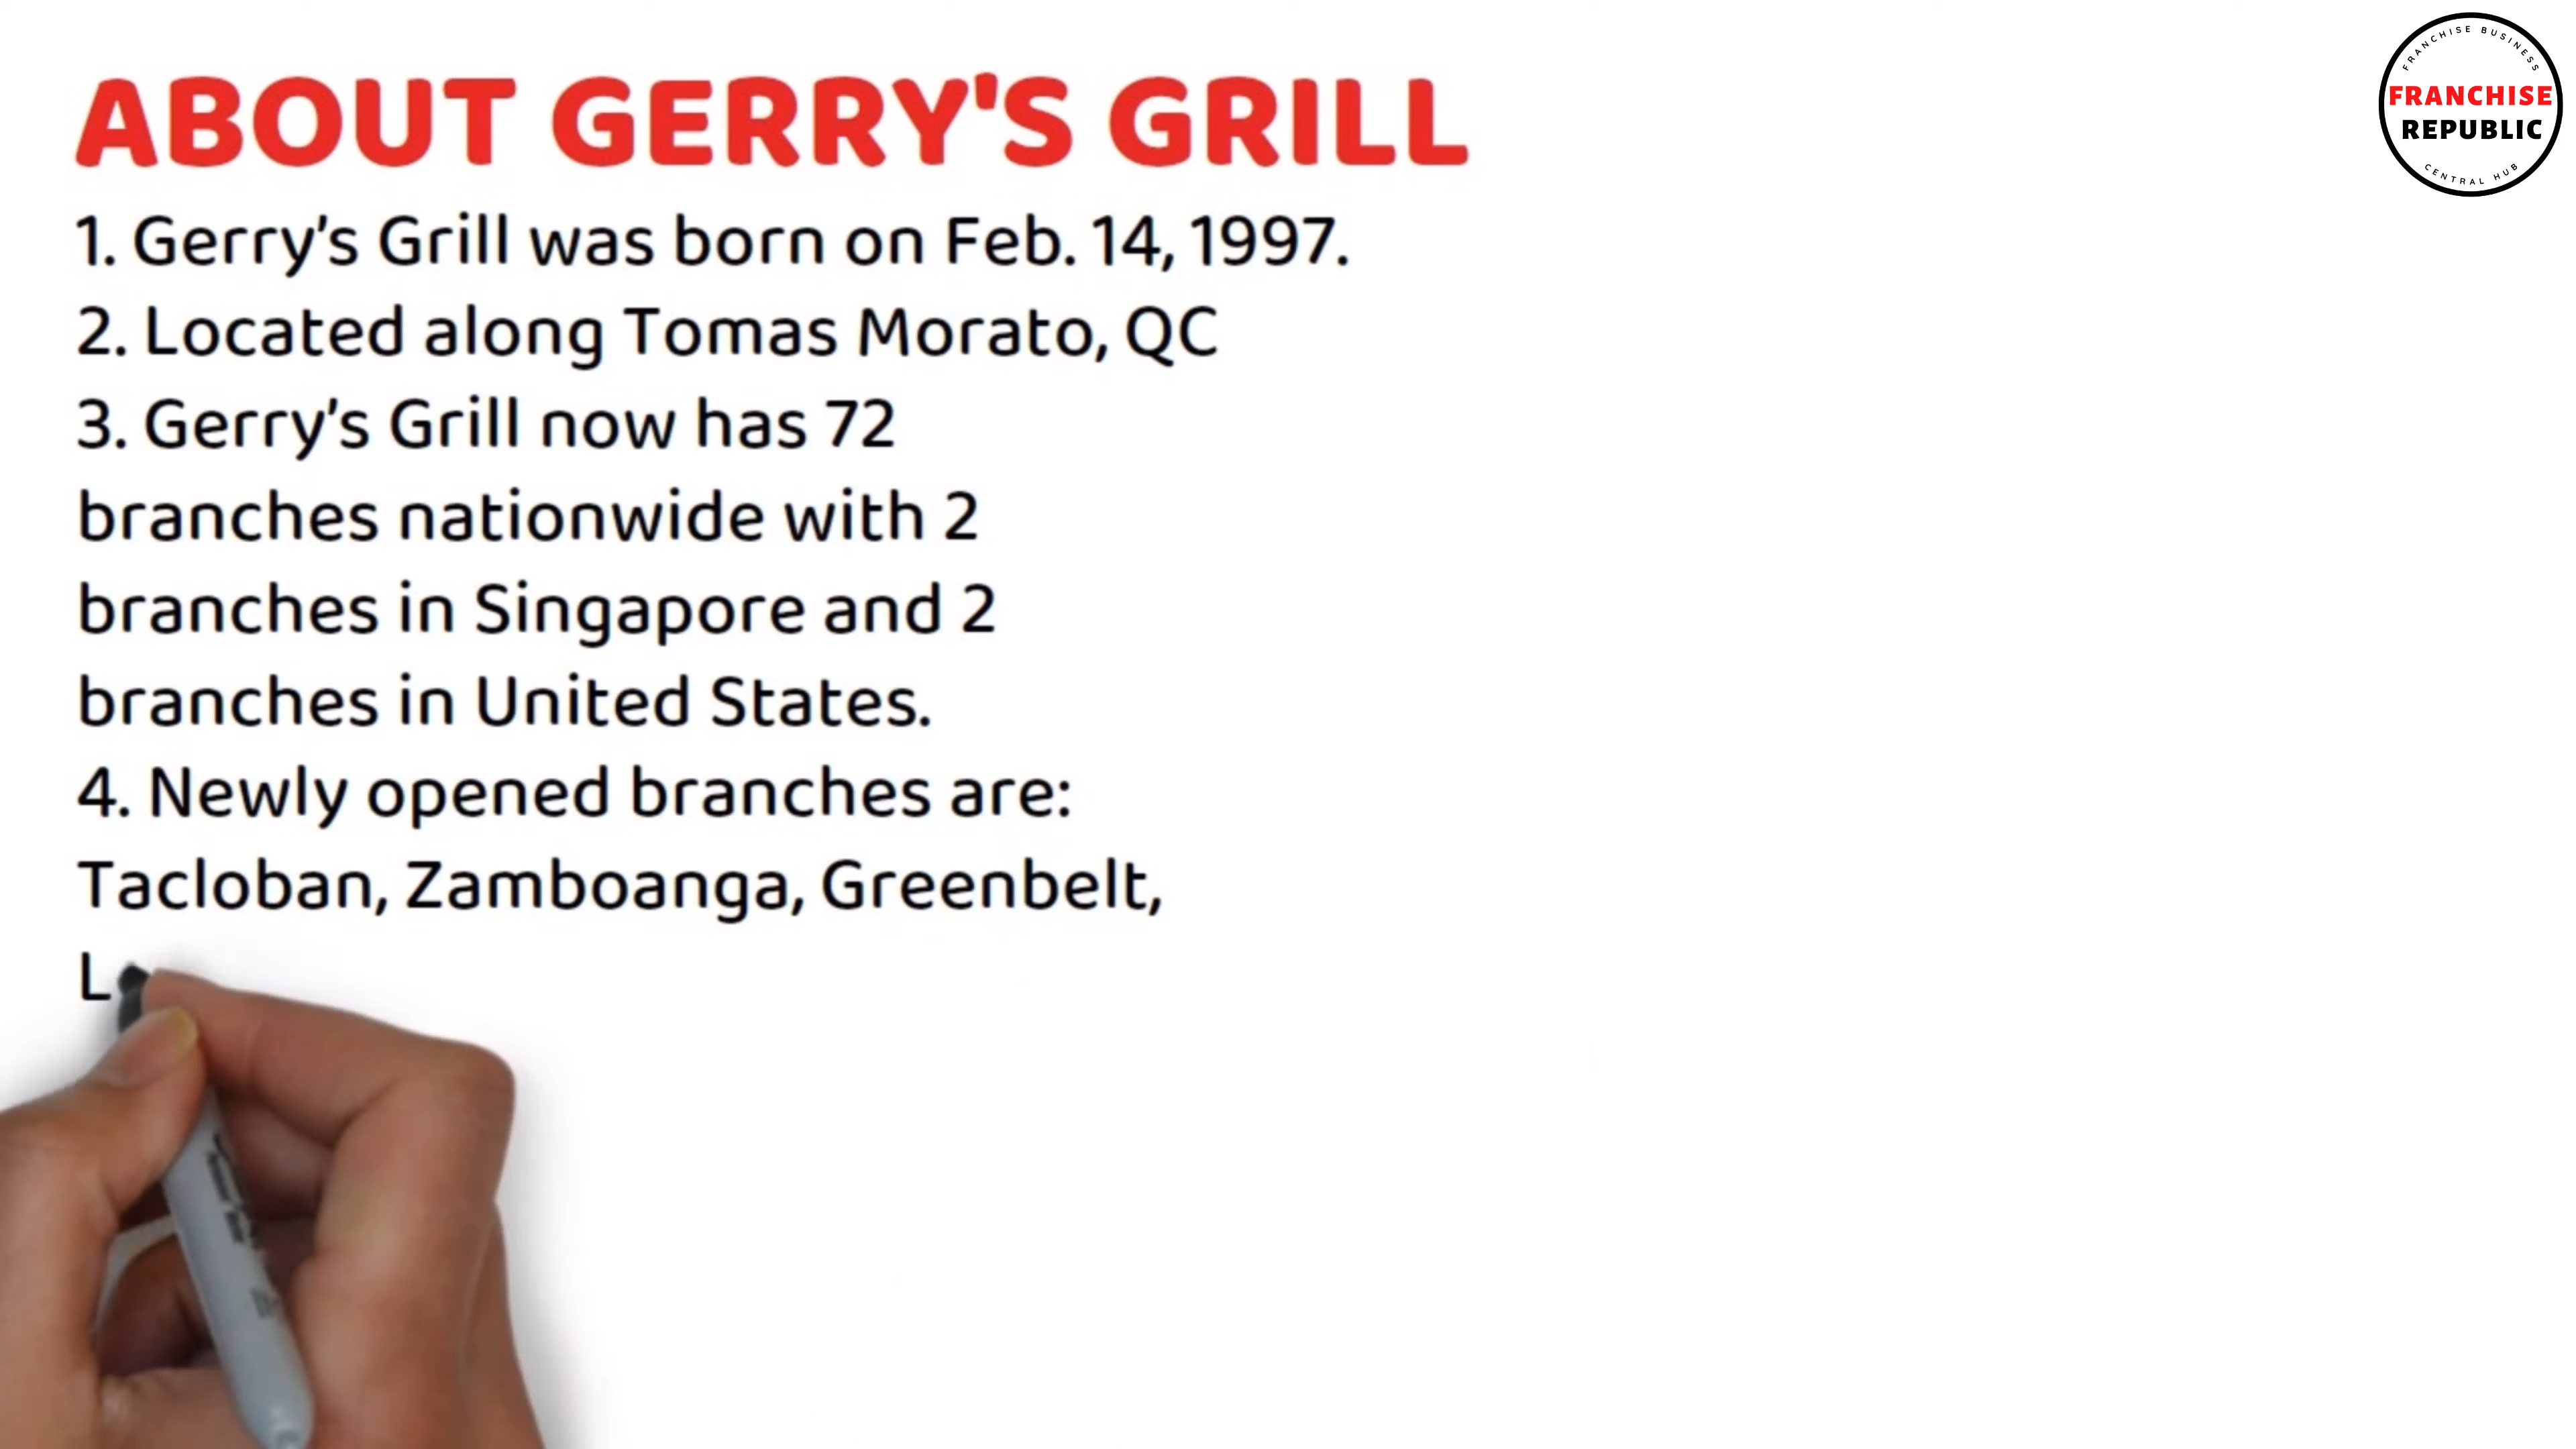 ABOUT GERRY'S GRILL
1. Gerry's Grill was born on Feb. 14, 1997.
2. Located along Tomas Morato, QC
3. Gerry's Grill now has 72
branches nationwide with 2
branches in Singapore and 2
branches in United States.
4. Newly opened branches are:
Tacloban, Zamboanga, Greenbelt,
L
FRANCHISE BUSINESS
FRANCHISE
REPUBLIC
CENTRAL HUB